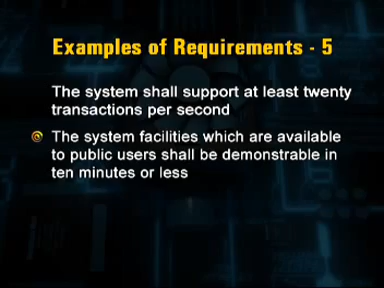 Examples of Requirements - 5
The system shall support at least twenty
transactions per second
The system facilities which are available
to public users shall be demonstrable in
ten minutes or less